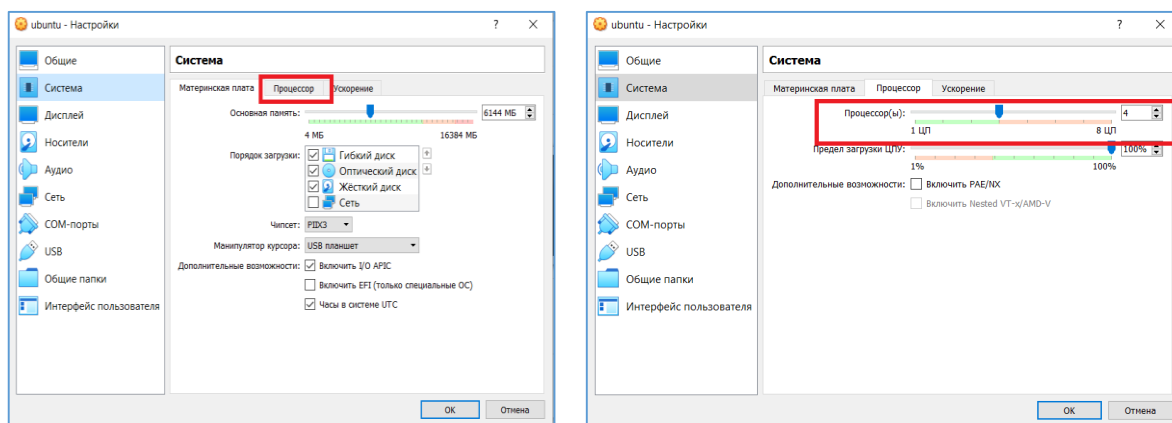 ubuntu - Настройки
Общие
Система
Дисплей
Носители
Аудио
Сеть
COM-порты
USB
Общие папки
Интерфейс пользователя
Система
Материнская плата Процессор Ускорение
Основная память: 6144 МБ
4 МБ 16384 МБ
Порядок загрузки: Гибкий диск
Оптический диск
Жёсткий диск
Сеть
Чипсет: PIIX3
Манипулятор курсора: USB планшет
Дополнительные возможности: Включить I/O APIC
Включить EFI (только специальные ОС)
Часы в системе UTC
OK Отмена
ubuntu - Настройки
Общие
Система
Дисплей
Носители
Аудио
Сеть
COM-порты
USB
Общие папки
Интерфейс пользователя
Система
Материнская плата Процессор Ускорение
Процессор(ы): 4
1 ЦП 8 ЦП
Предел загрузки ЦПУ: 100%
1% 100%
Дополнительные возможности: Включить PAE/NX
Включить Nested VT-x/AMD-V
OK Отмена